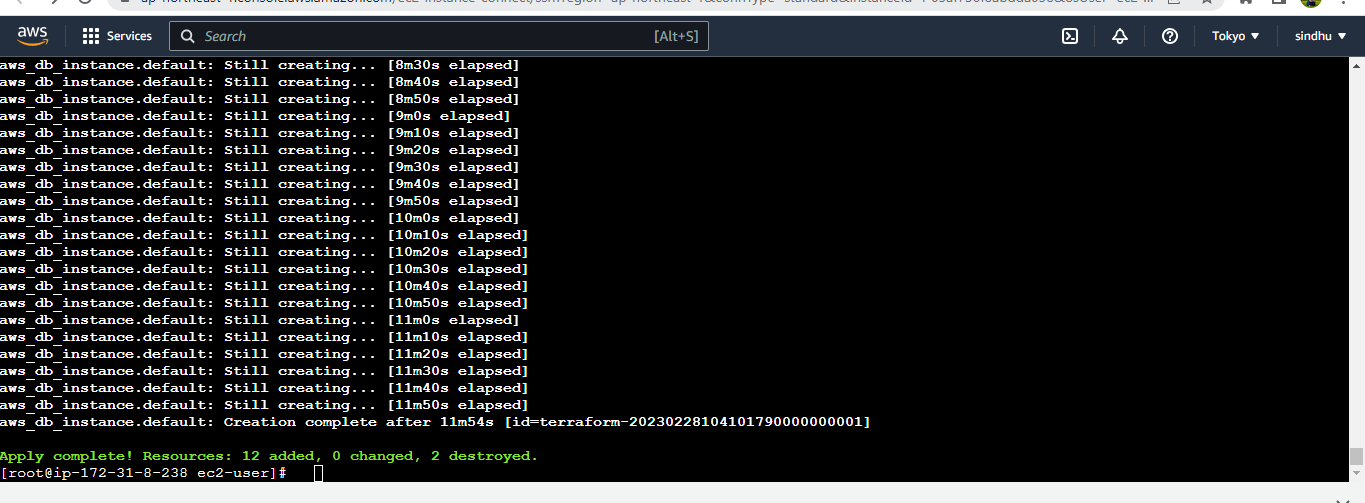 aws
Services
Search
[Alt+S]
Tokyo
sindhu
aws_db_instance.default: Still creating... [8m30s elapsed]
aws_db_instance.default: Still creating... [8m40s elapsed]
aws_db_instance.default: Still creating... [8m50s elapsed]
aws_db_instance.default: Still creating... [9m0s elapsed]
aws_db_instance.default: Still creating... [9m10s elapsed]
aws_db_instance.default: Still creating... [9m20s elapsed]
aws_db_instance.default: Still creating... [9m30s elapsed]
aws_db_instance.default: Still creating... [9m40s elapsed]
aws_db_instance.default: Still creating... [9m50s elapsed]
aws_db_instance.default: Still creating... [10m0s elapsed]
aws_db_instance.default: Still creating... [10m10s elapsed]
aws_db_instance.default: Still creating... [10m20s elapsed]
aws_db_instance.default: Still creating... [10m30s elapsed]
aws_db_instance.default: Still creating... [10m40s elapsed]
aws_db_instance.default: Still creating... [10m50s elapsed]
aws_db_instance.default: Still creating... [11m0s elapsed]
aws_db_instance.default: Still creating... [11m10s elapsed]
aws_db_instance.default: Still creating... [11m20s elapsed]
aws_db_instance.default: Still creating... [11m30s elapsed]
aws_db_instance.default: Still creating... [11m40s elapsed]
aws_db_instance.default: Still creating... [11m50s elapsed]
aws_db_instance.default: Creation complete after 11m54s [id=terraform-20230228104101790000000001]
Apply complete! Resources: 12 added, 0 changed, 2 destroyed.
[root@ip-172-31-8-238 ec2-user]#